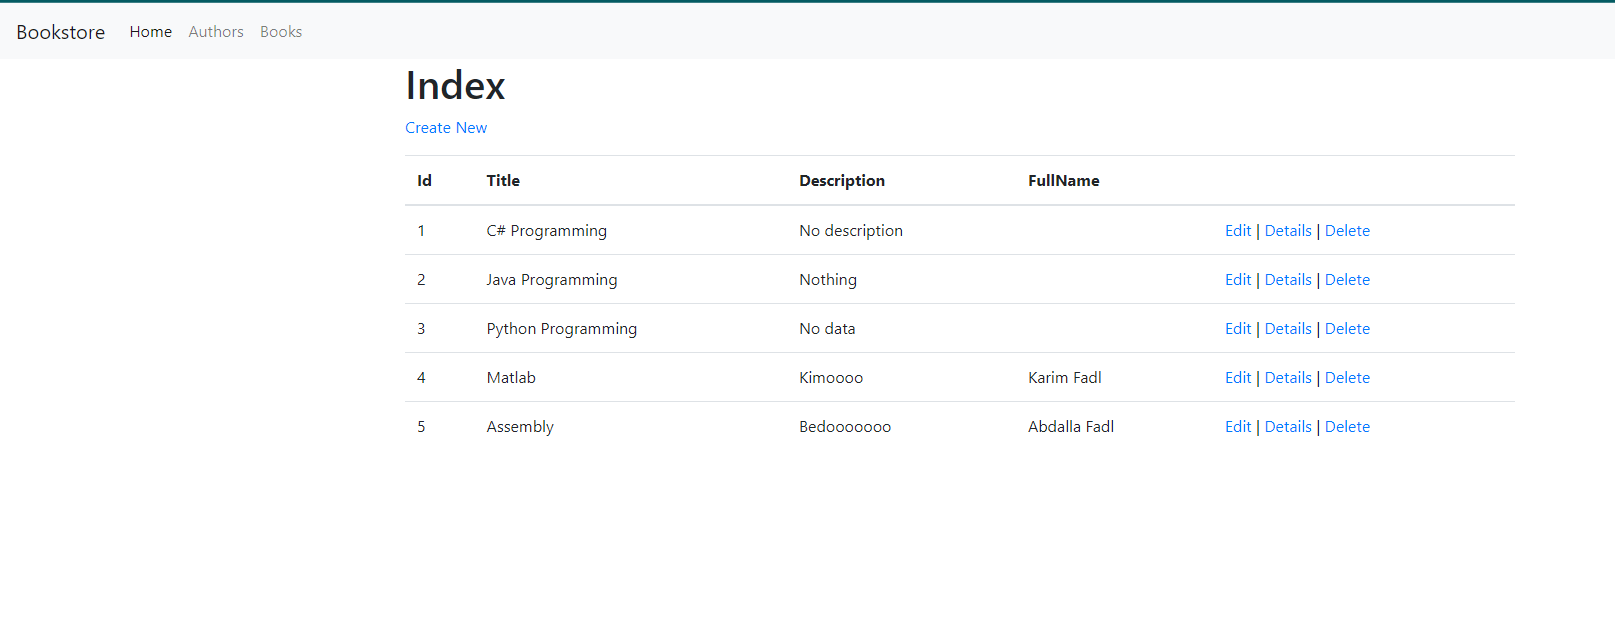 Bookstore Home Authors Books
Index
Create New
Id Title Description FullName
1 C# Programming No description Edit | Details | Delete
2 Java Programming Nothing Edit | Details | Delete
3 Python Programming No data Edit | Details | Delete
4 Matlab Kimoooo Karim Fadl Edit | Details | Delete
5 Assembly Bedooooooo Abdalla Fadl Edit | Details | Delete